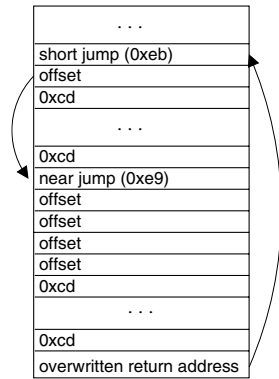 . . .
short jump (0xeb)
offset
0xcd
. . .
0xcd
near jump (0xe9)
offset
offset
offset
offset
0xcd
. . .
0xcd
overwritten return address